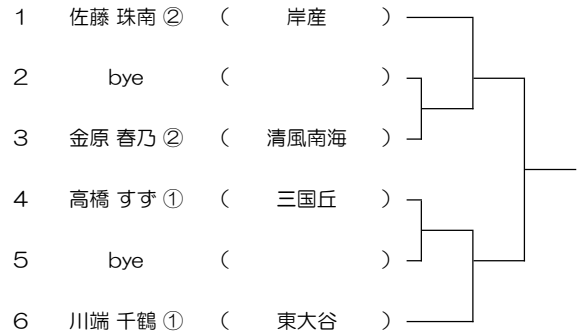 1 佐藤 珠南 ② ( 岸産 )
2 bye ( )
3 金原 春乃 ② ( 清風南海 )
4 高橋 すず ① ( 三国丘 )
5 bye ( )
6 川端 千鶴 ① ( 東大谷 )